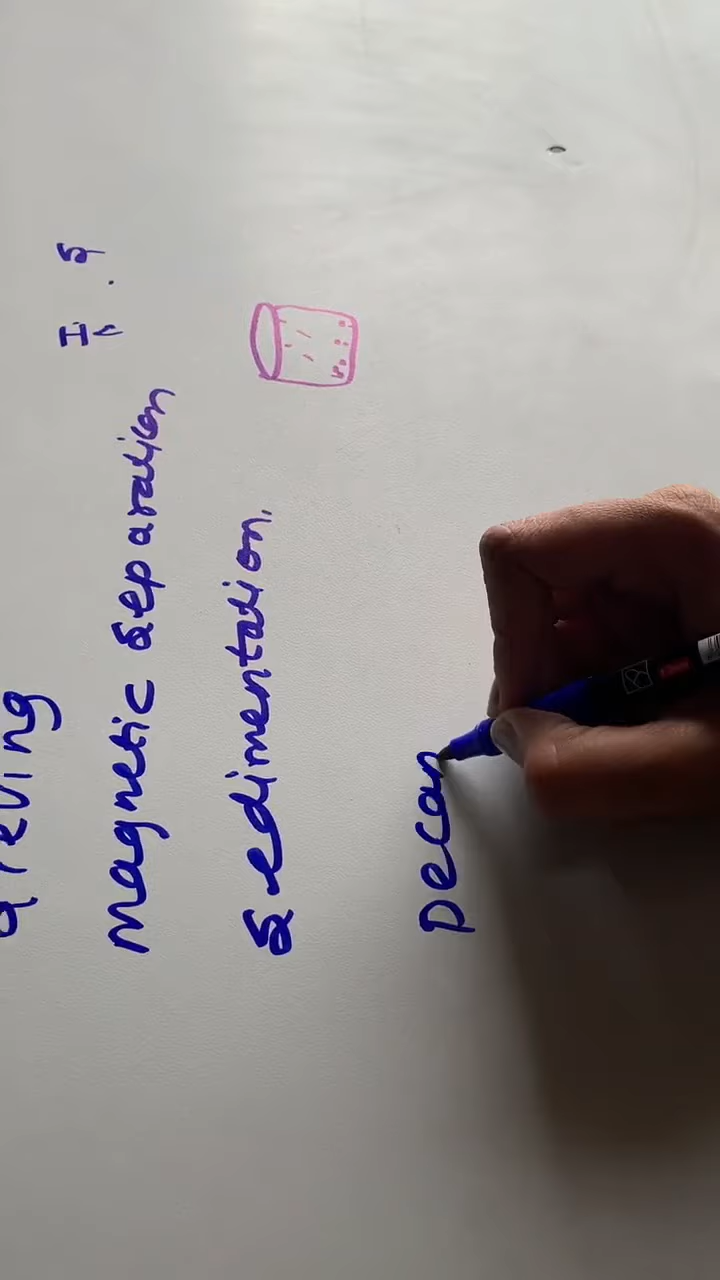 sieving
magnetic separation I . S
sedimentation.
Decan